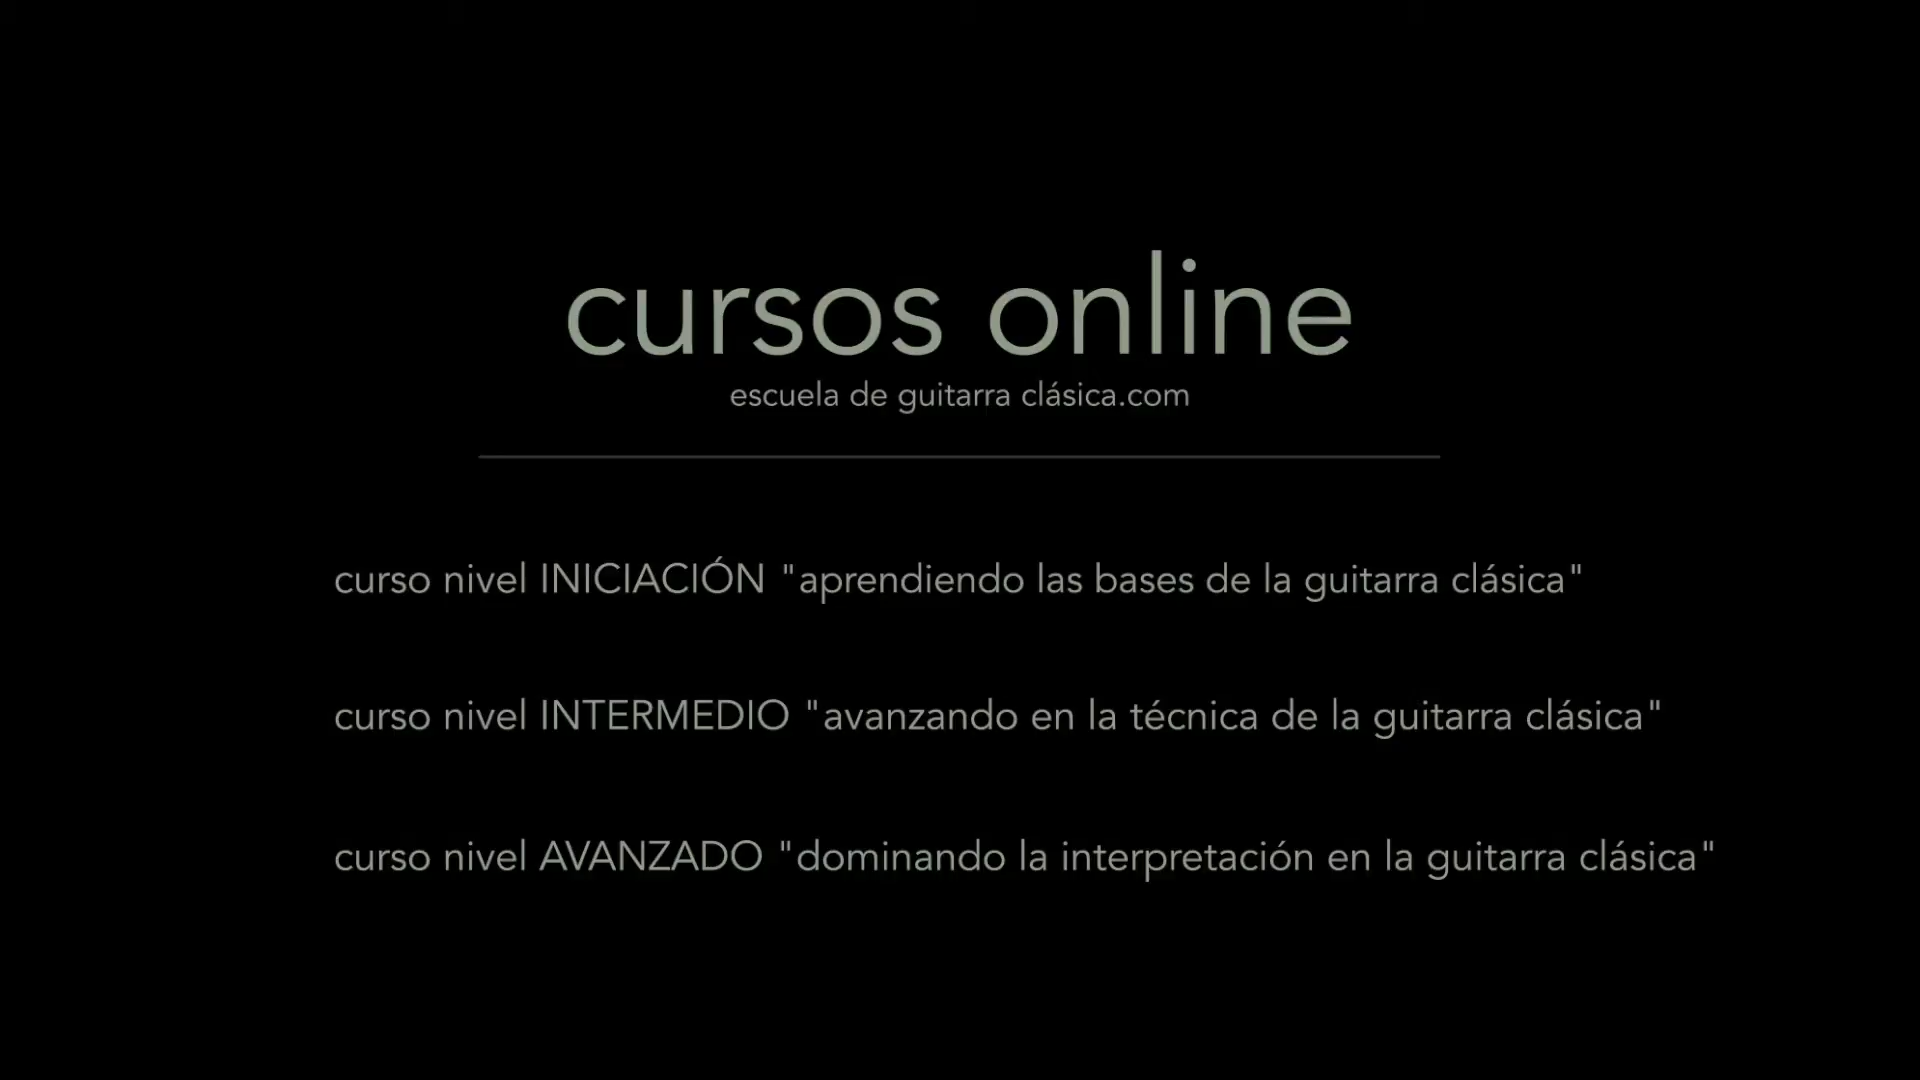 cursos online
escuela de guitarra clásica.com
curso nivel INICIACIÓN "aprendiendo las bases de la guitarra clásica"
curso nivel INTERMEDIO "avanzando en la técnica de la guitarra clásica"
curso nivel AVANZADO "dominando la interpretación en la guitarra clásica"